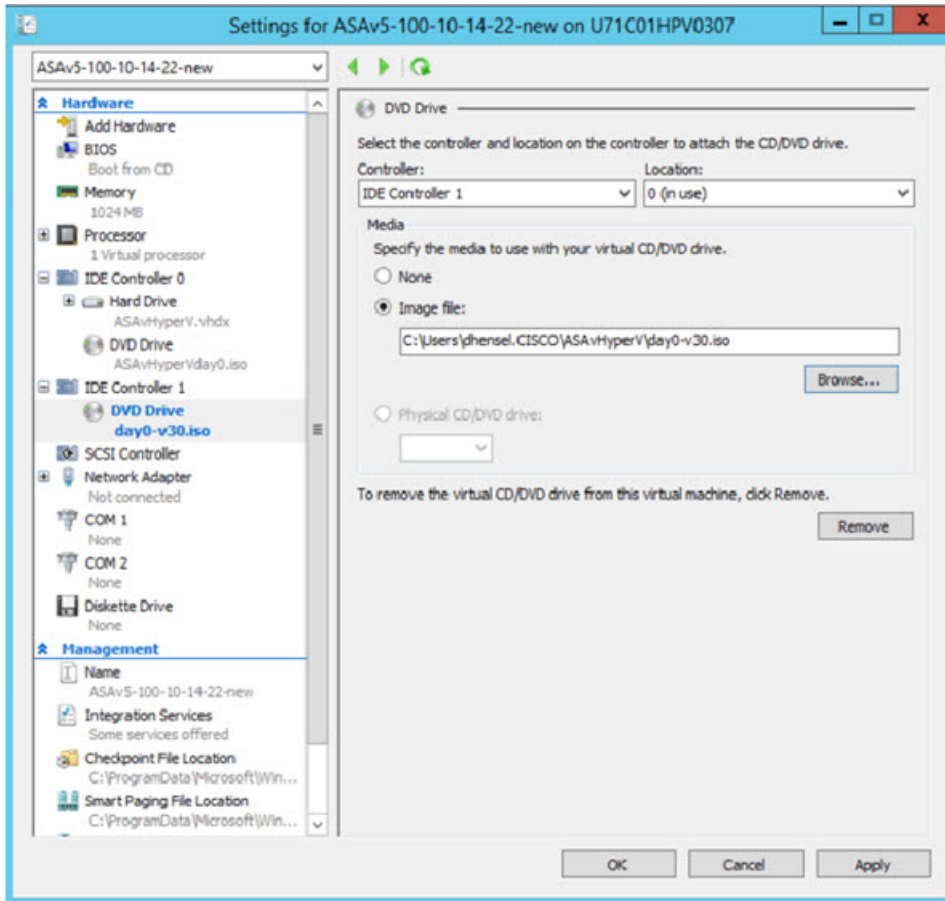 Settings for ASAv5-100-10-14-22-new on U71C01HPV0307
ASAv5-100-10-14-22-new
Hardware
Add Hardware
BIOS
Boot from CD
Memory
1024 MB
Processor
1 Virtual processor
IDE Controller 0
Hard Drive
ASAvHyperV.vhdx
DVD Drive
ASAvHyperVday0.iso
IDE Controller 1
DVD Drive
day0-v30.iso
SCSI Controller
Network Adapter
Not connected
COM 1
None
COM 2
None
Diskette Drive
None
Management
Name
ASAv5-100-10-14-22-new
Integration Services
Some services offered
Checkpoint File Location
C:\ProgramData\Microsoft\Win...
Smart Paging File Location
C:\ProgramData\Microsoft\Win...
DVD Drive
Select the controller and location on the controller to attach the CD/DVD drive.
Controller: Location:
IDE Controller 1 0 (in use)
Media
Specify the media to use with your virtual CD/DVD drive.
None
Image file:
C:\Users\dhensel.CISCO\ASAvHyperV\day0-v30.iso
Browse...
Physical CD/DVD drive:
To remove the virtual CD/DVD drive from this virtual machine, click Remove.
Remove
OK Cancel Apply